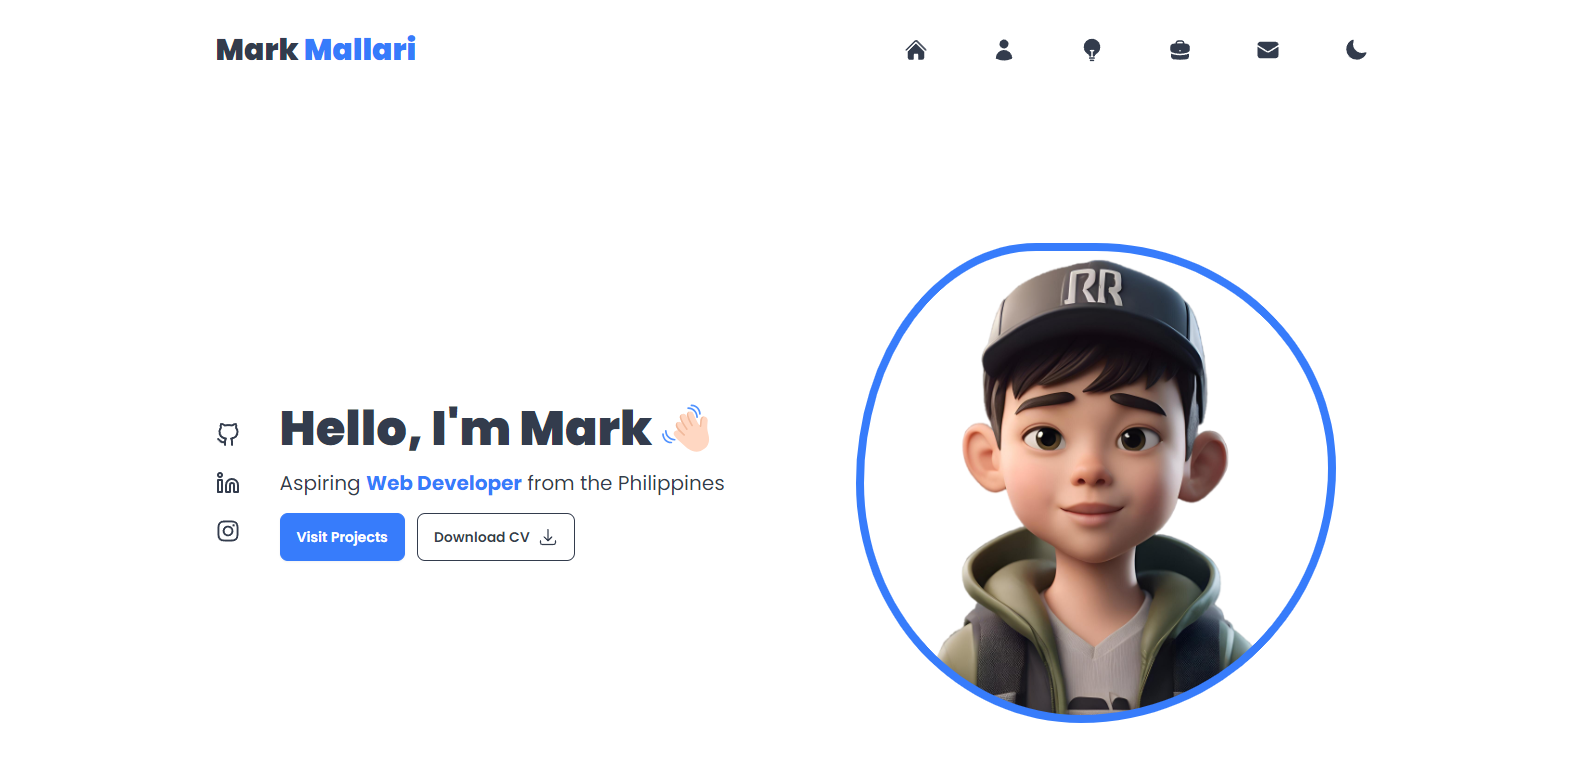 Mark Mallari
RR
Hello, I'm Mark
Aspiring Web Developer from the Philippines
Visit Projects
Download CV